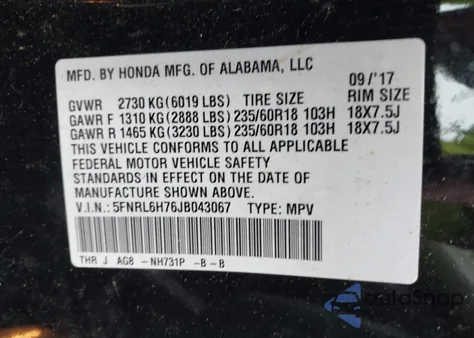 MFD. BY HONDA MFG. OF ALABAMA, LLC 09/'17
GVWR 2730 KG(6019 LBS) TIRE SIZE RIM SIZE
GAWR F 1310 KG(2888 LBS) 235/60R18 103H 18X7.5J
GAWR R 1465 KG(3230 LBS) 235/60R18 103H 18X7.5J
THIS VEHICLE CONFORMS TO ALL APPLICABLE
FEDERAL MOTOR VEHICLE SAFETY
STANDARDS IN EFFECT ON THE DATE OF
MANUFACTURE SHOWN ABOVE.
V.I.N.: 5FNRL6H76JB043067 TYPE: MPV
THR J AG8 -NH731P -B -B
autoSnap